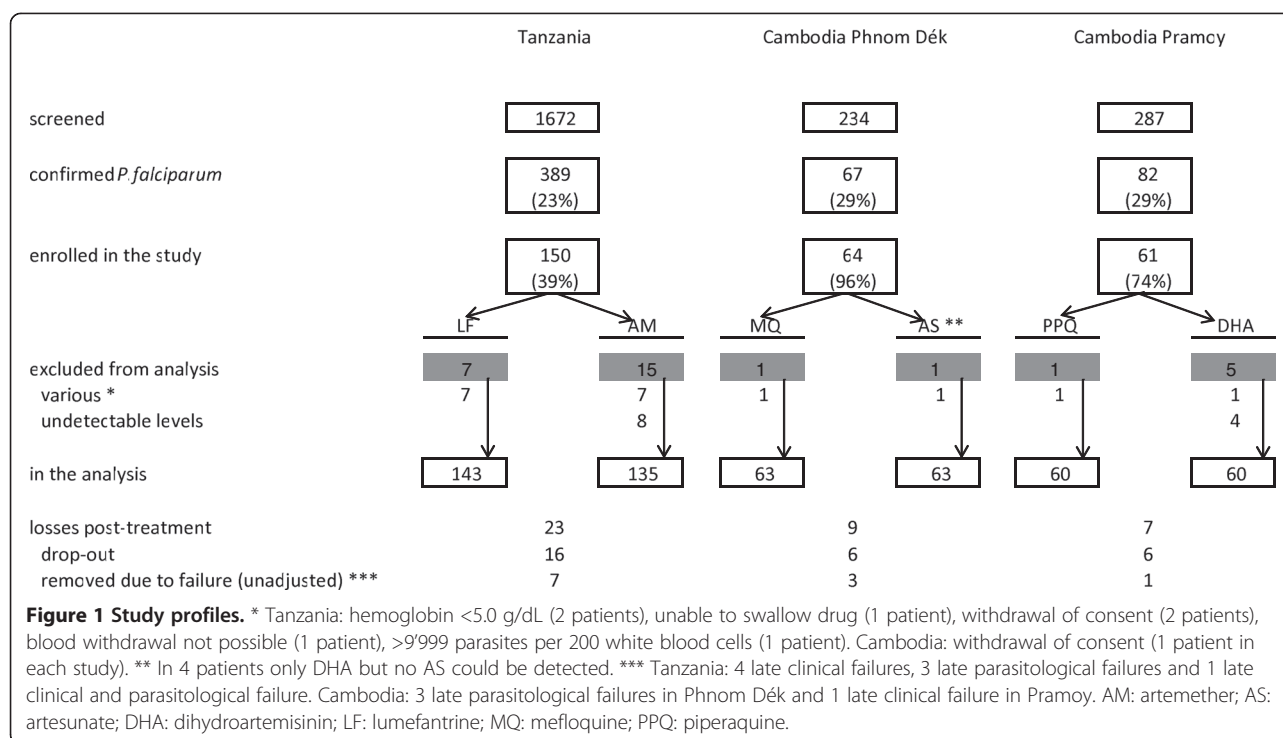 Tanzania Cambodia Phnom Dék Cambodia Pramoy
screened 1672 234 287
confirmed P. falciparum 389 67 82
(23%) (29%) (29%)
enrolled in the study 150 64 61
(39%) (96%) (74%)
LF AM MQ AS ** PPQ DHA
excluded from analysis 7 15 1 1 1 5
various * 7 7 1 1 1 1
undetectable levels 8 4
in the analysis 143 135 63 63 60 60
losses post-treatment 23 9 7
drop-out 16 6 6
removed due to failure (unadjusted) *** 7 3 1
Figure 1 Study profiles. * Tanzania: hemoglobin <5.0 g/dL (2 patients), unable to swallow drug (1 patient), withdrawal of consent (2 patients),
blood withdrawal not possible (1 patient), >9'999 parasites per 200 white blood cells (1 patient). Cambodia: withdrawal of consent (1 patient in
each study). ** In 4 patients only DHA but no AS could be detected. *** Tanzania: 4 late clinical failures, 3 late parasitological failures and 1 late
clinical and parasitological failure. Cambodia: 3 late parasitological failures in Phnom Dék and 1 late clinical failure in Pramoy. AM: artemether; AS:
artesunate; DHA: dihydroartemisinin; LF: lumefantrine; MQ: mefloquine; PPQ: piperaquine.